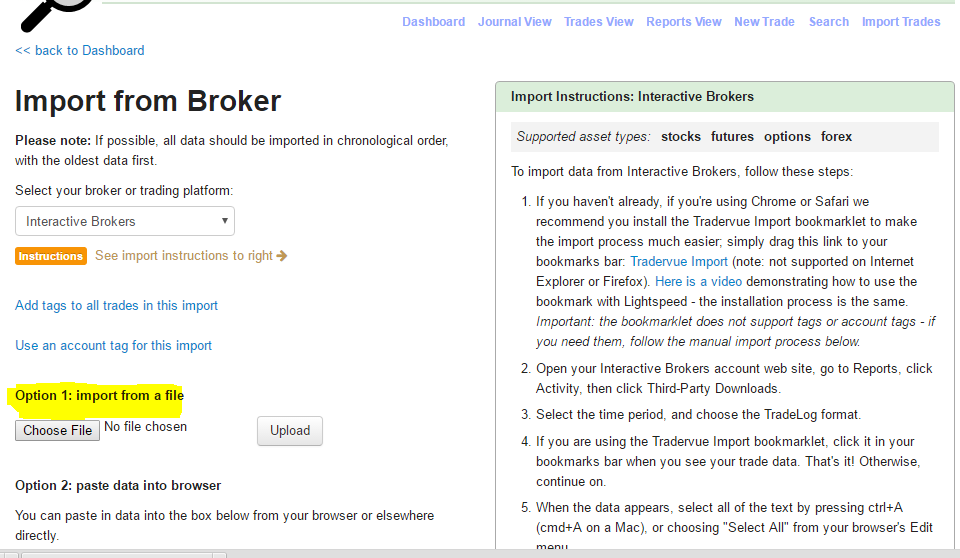 Dashboard Journal View Trades View Reports View New Trade Search Import Trades
<< back to Dashboard
Import from Broker
Please note: If possible, all data should be imported in chronological order,
with the oldest data first.
Select your broker or trading platform:
Interactive Brokers
Instructions See import instructions to right
Add tags to all trades in this import
Use an account tag for this import
Option 1: import from a file
Choose File No file chosen Upload
Option 2: paste data into browser
You can paste in data into the box below from your browser or elsewhere
directly.
Import Instructions: Interactive Brokers
Supported asset types: stocks futures options forex
To import data from Interactive Brokers, follow these steps:
1. If you haven't already, if you're using Chrome or Safari we
recommend you install the Tradervue Import bookmarklet to make
the import process much easier; simply drag this link to your
bookmarks bar: Tradervue Import (note: not supported on Internet
Explorer or Firefox). Here is a video demonstrating how to use the
bookmark with Lightspeed - the installation process is the same.
Important: the bookmarklet does not support tags or account tags - if
you need them, follow the manual import process below.
2. Open your Interactive Brokers account web site, go to Reports, click
Activity, then click Third-Party Downloads.
3. Select the time period, and choose the TradeLog format.
4. If you are using the Tradervue Import bookmarklet, click it in your
bookmarks bar when you see your trade data. That's it! Otherwise,
continue on.
5. When the data appears, select all of the text by pressing ctrl+A
(cmd+A on a Mac), or choosing "Select All" from your browser's Edit
menu.